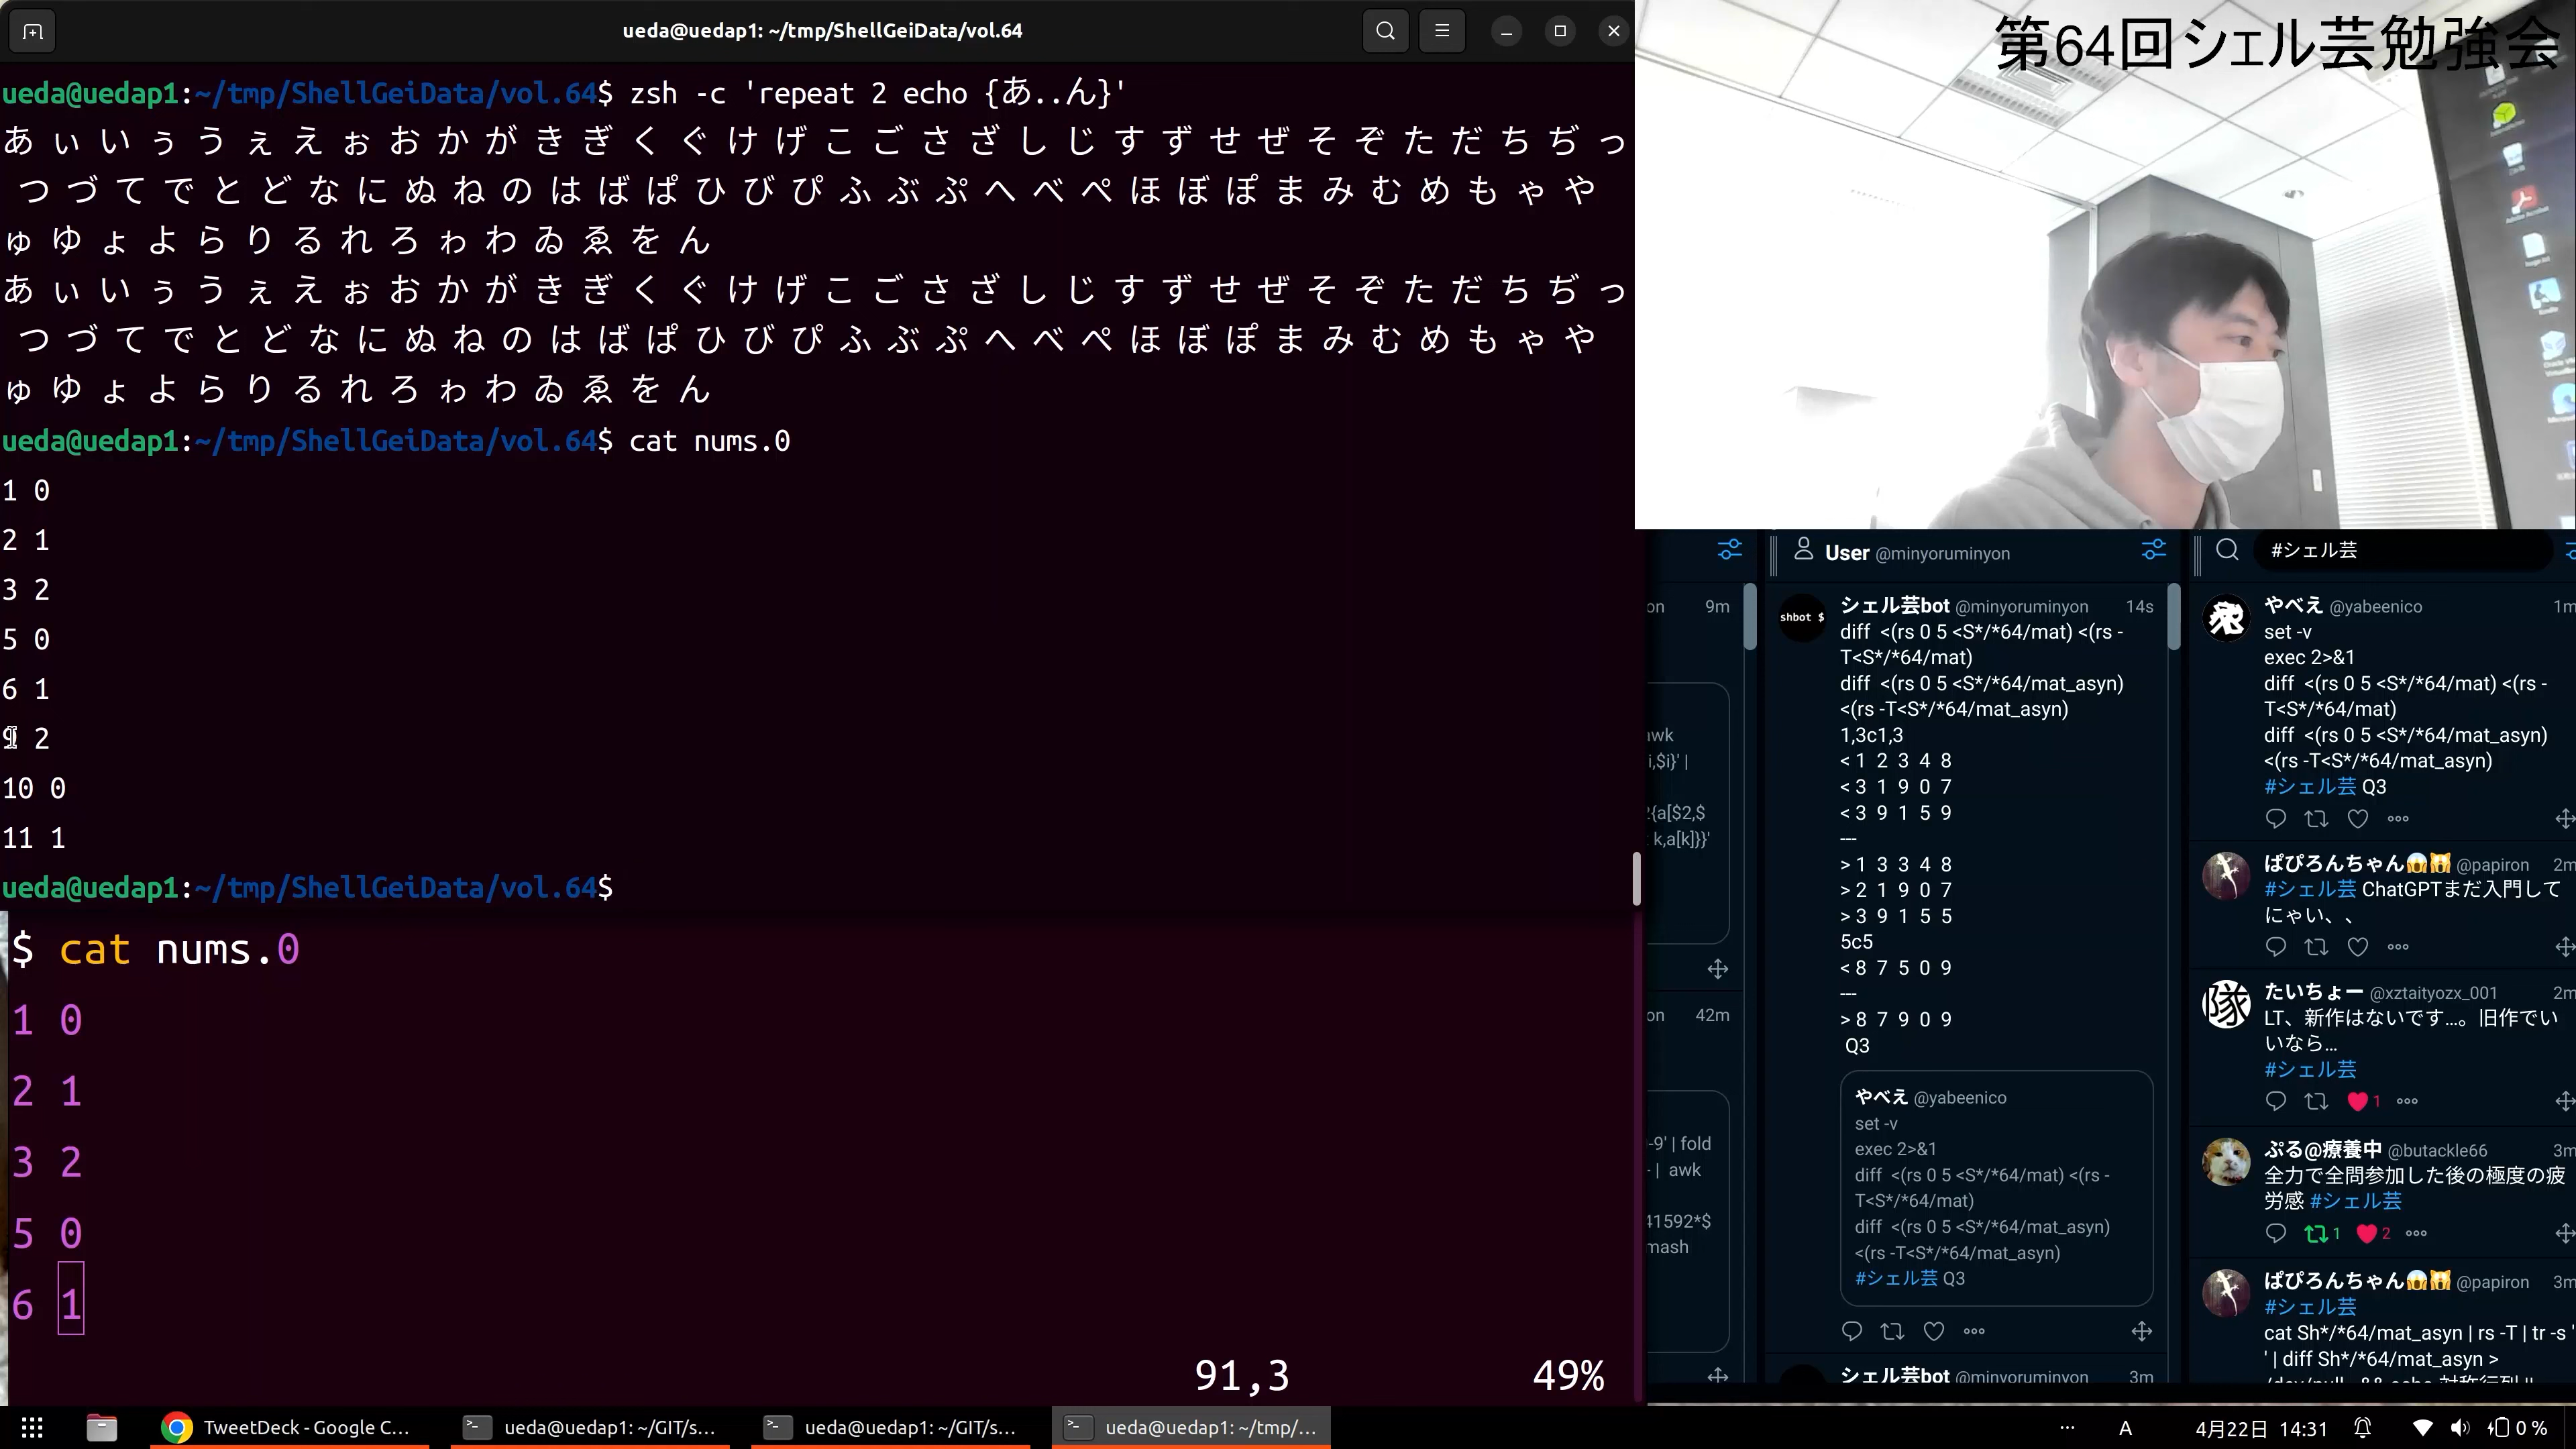 ueda@uedap1: ~/tmp/ShellGeiData/vol.64
ueda@uedap1:~/tmp/ShellGeiData/vol.64$ zsh -c 'repeat 2 echo {あ..ん}'
あ ぃ い ぅ う ぇ え ぉ お か が き ぎ く ぐ け げ こ ご さ ざ し じ す ず せ ぜ そ ぞ た だ ち ぢ っ
つ づ て で と ど な に ぬ ね の は ば ぱ ひ び ぴ ふ ぶ ぷ へ べ ぺ ほ ぼ ぽ ま み む め も ゃ や
ゅ ゆ ょ よ ら り る れ ろ ゎ わ ゐ ゑ を ん
あ ぃ い ぅ う ぇ え ぉ お か が き ぎ く ぐ け げ こ ご さ ざ し じ す ず せ ぜ そ ぞ た だ ち ぢ っ
つ づ て で と ど な に ぬ ね の は ば ぱ ひ び ぴ ふ ぶ ぷ へ べ ぺ ほ ぼ ぽ ま み む め も ゃ や
ゅ ゆ ょ よ ら り る れ ろ ゎ わ ゐ ゑ を ん
ueda@uedap1:~/tmp/ShellGeiData/vol.64$ cat nums.0
1 0
2 1
3 2
5 0
6 1
9 2
10 0
11 1
ueda@uedap1:~/tmp/ShellGeiData/vol.64$
$ cat nums.0
1 0
2 1
3 2
5 0
6 1
91,3 49%
第64回シェル芸勉強会
on 9m
awk
i,$i}' |
{a[$2,$
k,a[k]}}'
on 42m
-9' | fold
- | awk
41592*$
mash
User @minyoruminyon
シェル芸bot @minyoruminyon 14s
shbot $
diff <(rs 0 5 <S*/*64/mat) <(rs -
T<S*/*64/mat)
diff <(rs 0 5 <S*/*64/mat_asyn)
<(rs -T<S*/*64/mat_asyn)
1,3c1,3
< 1 2 3 4 8
< 3 1 9 0 7
< 3 9 1 5 9
---
> 1 3 3 4 8
> 2 1 9 0 7
> 3 9 1 5 5
5c5
< 8 7 5 0 9
---
> 8 7 9 0 9
Q3
やべえ @yabeenico
set -v
exec 2>&1
diff <(rs 0 5 <S*/*64/mat) <(rs -
T<S*/*64/mat)
diff <(rs 0 5 <S*/*64/mat_asyn)
<(rs -T<S*/*64/mat_asyn)
#シェル芸 Q3
シェル芸bot @minyoruminyon 3m
#シェル芸
やべえ @yabeenico 1m
set -v
exec 2>&1
diff <(rs 0 5 <S*/*64/mat) <(rs -
T<S*/*64/mat)
diff <(rs 0 5 <S*/*64/mat_asyn)
<(rs -T<S*/*64/mat_asyn)
#シェル芸 Q3
ぱぴろんちゃん😱🙀 @papiron 2m
#シェル芸 ChatGPTまだ入門して
にゃい、、
隊
たいちょー @xztaityozx_001 2m
LT、新作はないです…。旧作でい
いなら…
#シェル芸
1
ぷる@療養中 @butackle66 3m
全力で全問参加した後の極度の疲
労感 #シェル芸
1 2
ぱぴろんちゃん😱🙀 @papiron 3m
#シェル芸
cat Sh*/*64/mat_asyn | rs -T | tr -s '
' | diff Sh*/*64/mat_asyn >
TweetDeck - Google C...
ueda@uedap1: ~/GIT/s...
ueda@uedap1: ~/GIT/s...
ueda@uedap1: ~/tmp/...
A
4月22日 14:31
0 %